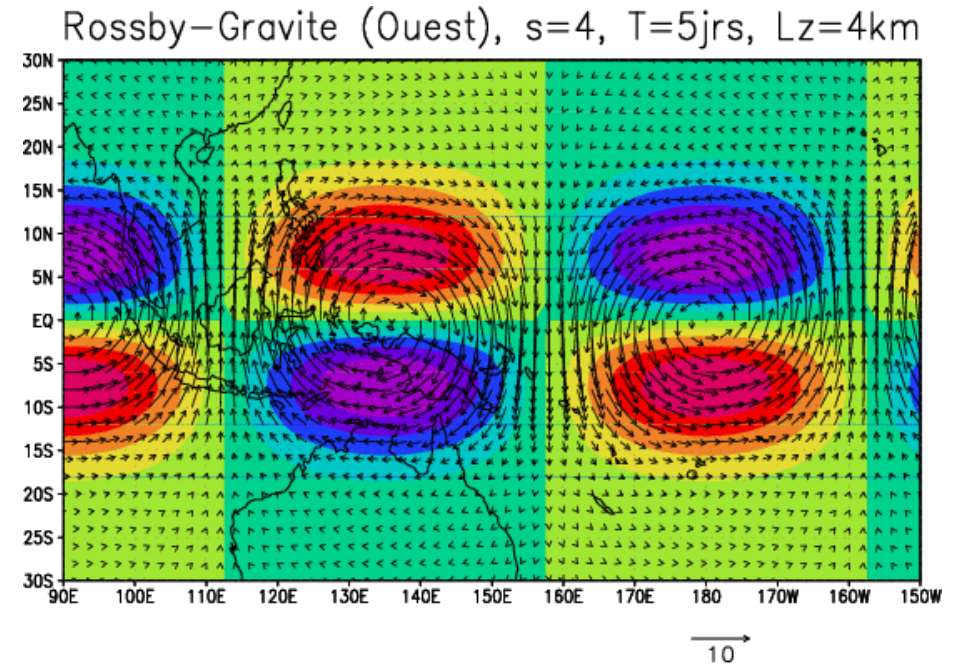 Rossby-Gravite (Ouest), s=4, T=5jrs, Lz=4km
30N
25N
20N
15N
10N
5N
EQ
5S
10S
15S
20S
25S
30S
90E 100E 110E 120E 130E 140E 150E 160E 170E 180 170W 160W 150W
10